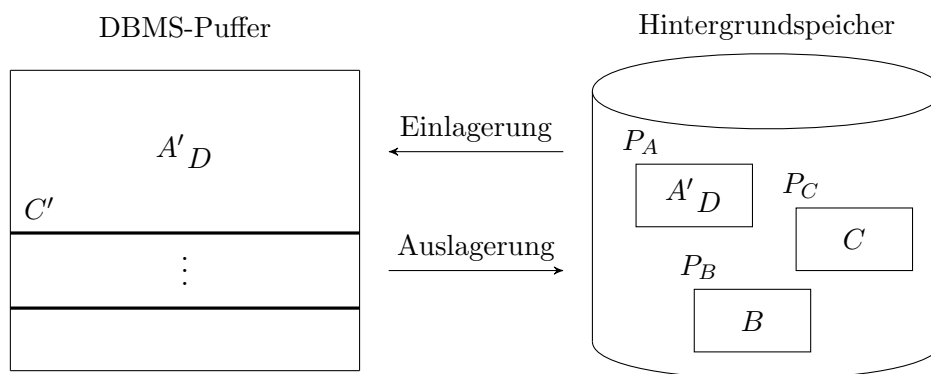 DBMS-Puffer
Hintergrundspeicher
Einlagerung
A′ D
P_A
A′ D
P_C
C′
C
Auslagerung
⋮
P_B
B